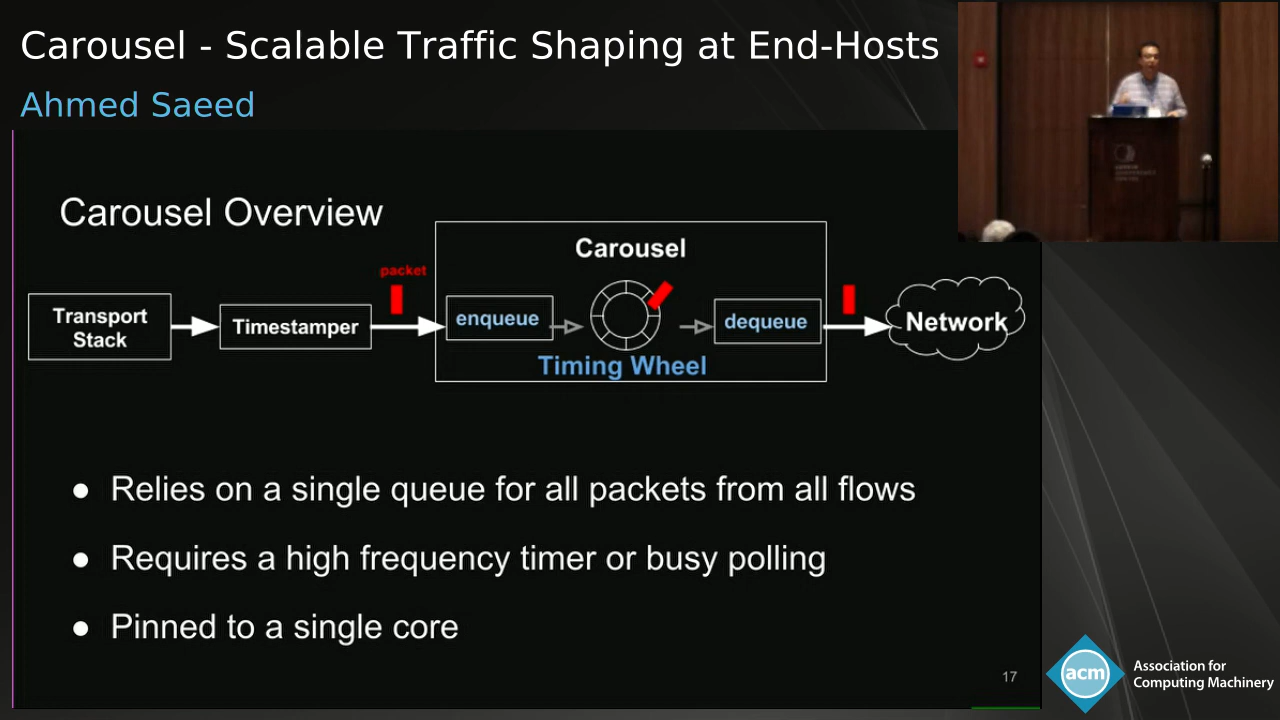 Carousel - Scalable Traffic Shaping at End-Hosts
Ahmed Saeed
Carousel Overview
Carousel
packet
Transport
Stack
Timestamper
enqueue
dequeue
Network
Timing Wheel
● Relies on a single queue for all packets from all flows
● Requires a high frequency timer or busy polling
● Pinned to a single core
17
acm
Association for
Computing Machinery